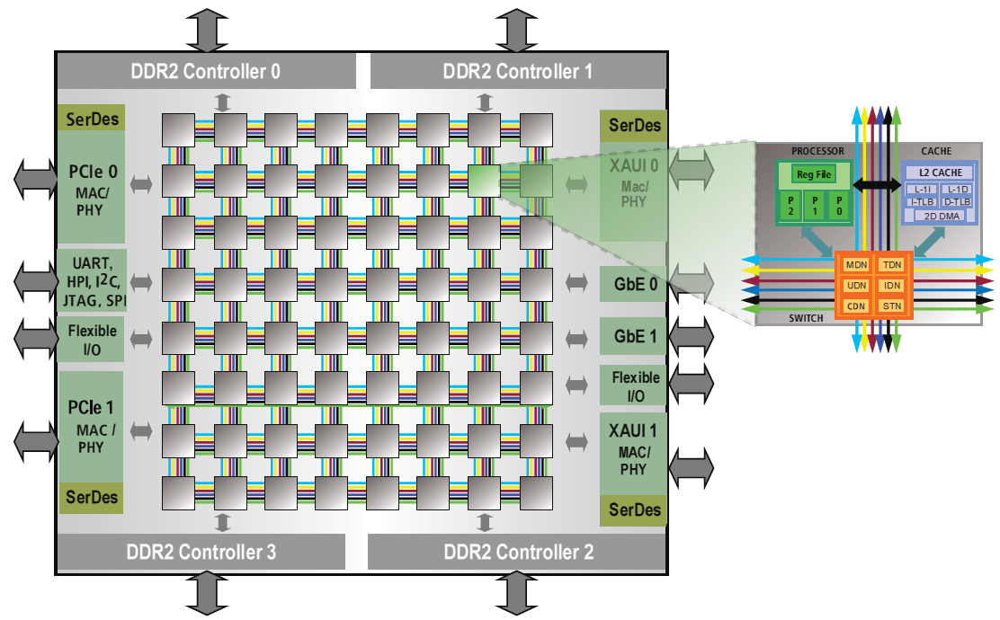 DDR2 Controller 0
DDR2 Controller 1
SerDes
PCIe 0
MAC/
PHY
UART,
HPI, I2C,
JTAG, SPI
Flexible
I/O
PCIe 1
MAC /
PHY
SerDes
SerDes
XAUI 0
Mac/
PHY
GbE 0
GbE 1
Flexible
I/O
XAUI 1
MAC/
PHY
SerDes
DDR2 Controller 3
DDR2 Controller 2
PROCESSOR
CACHE
Reg File
P
2
P
1
P
0
L2 CACHE
L-1I
L-1D
I-TLB
D-TLB
2D DMA
MDN
TDN
UDN
IDN
CDN
STN
SWITCH